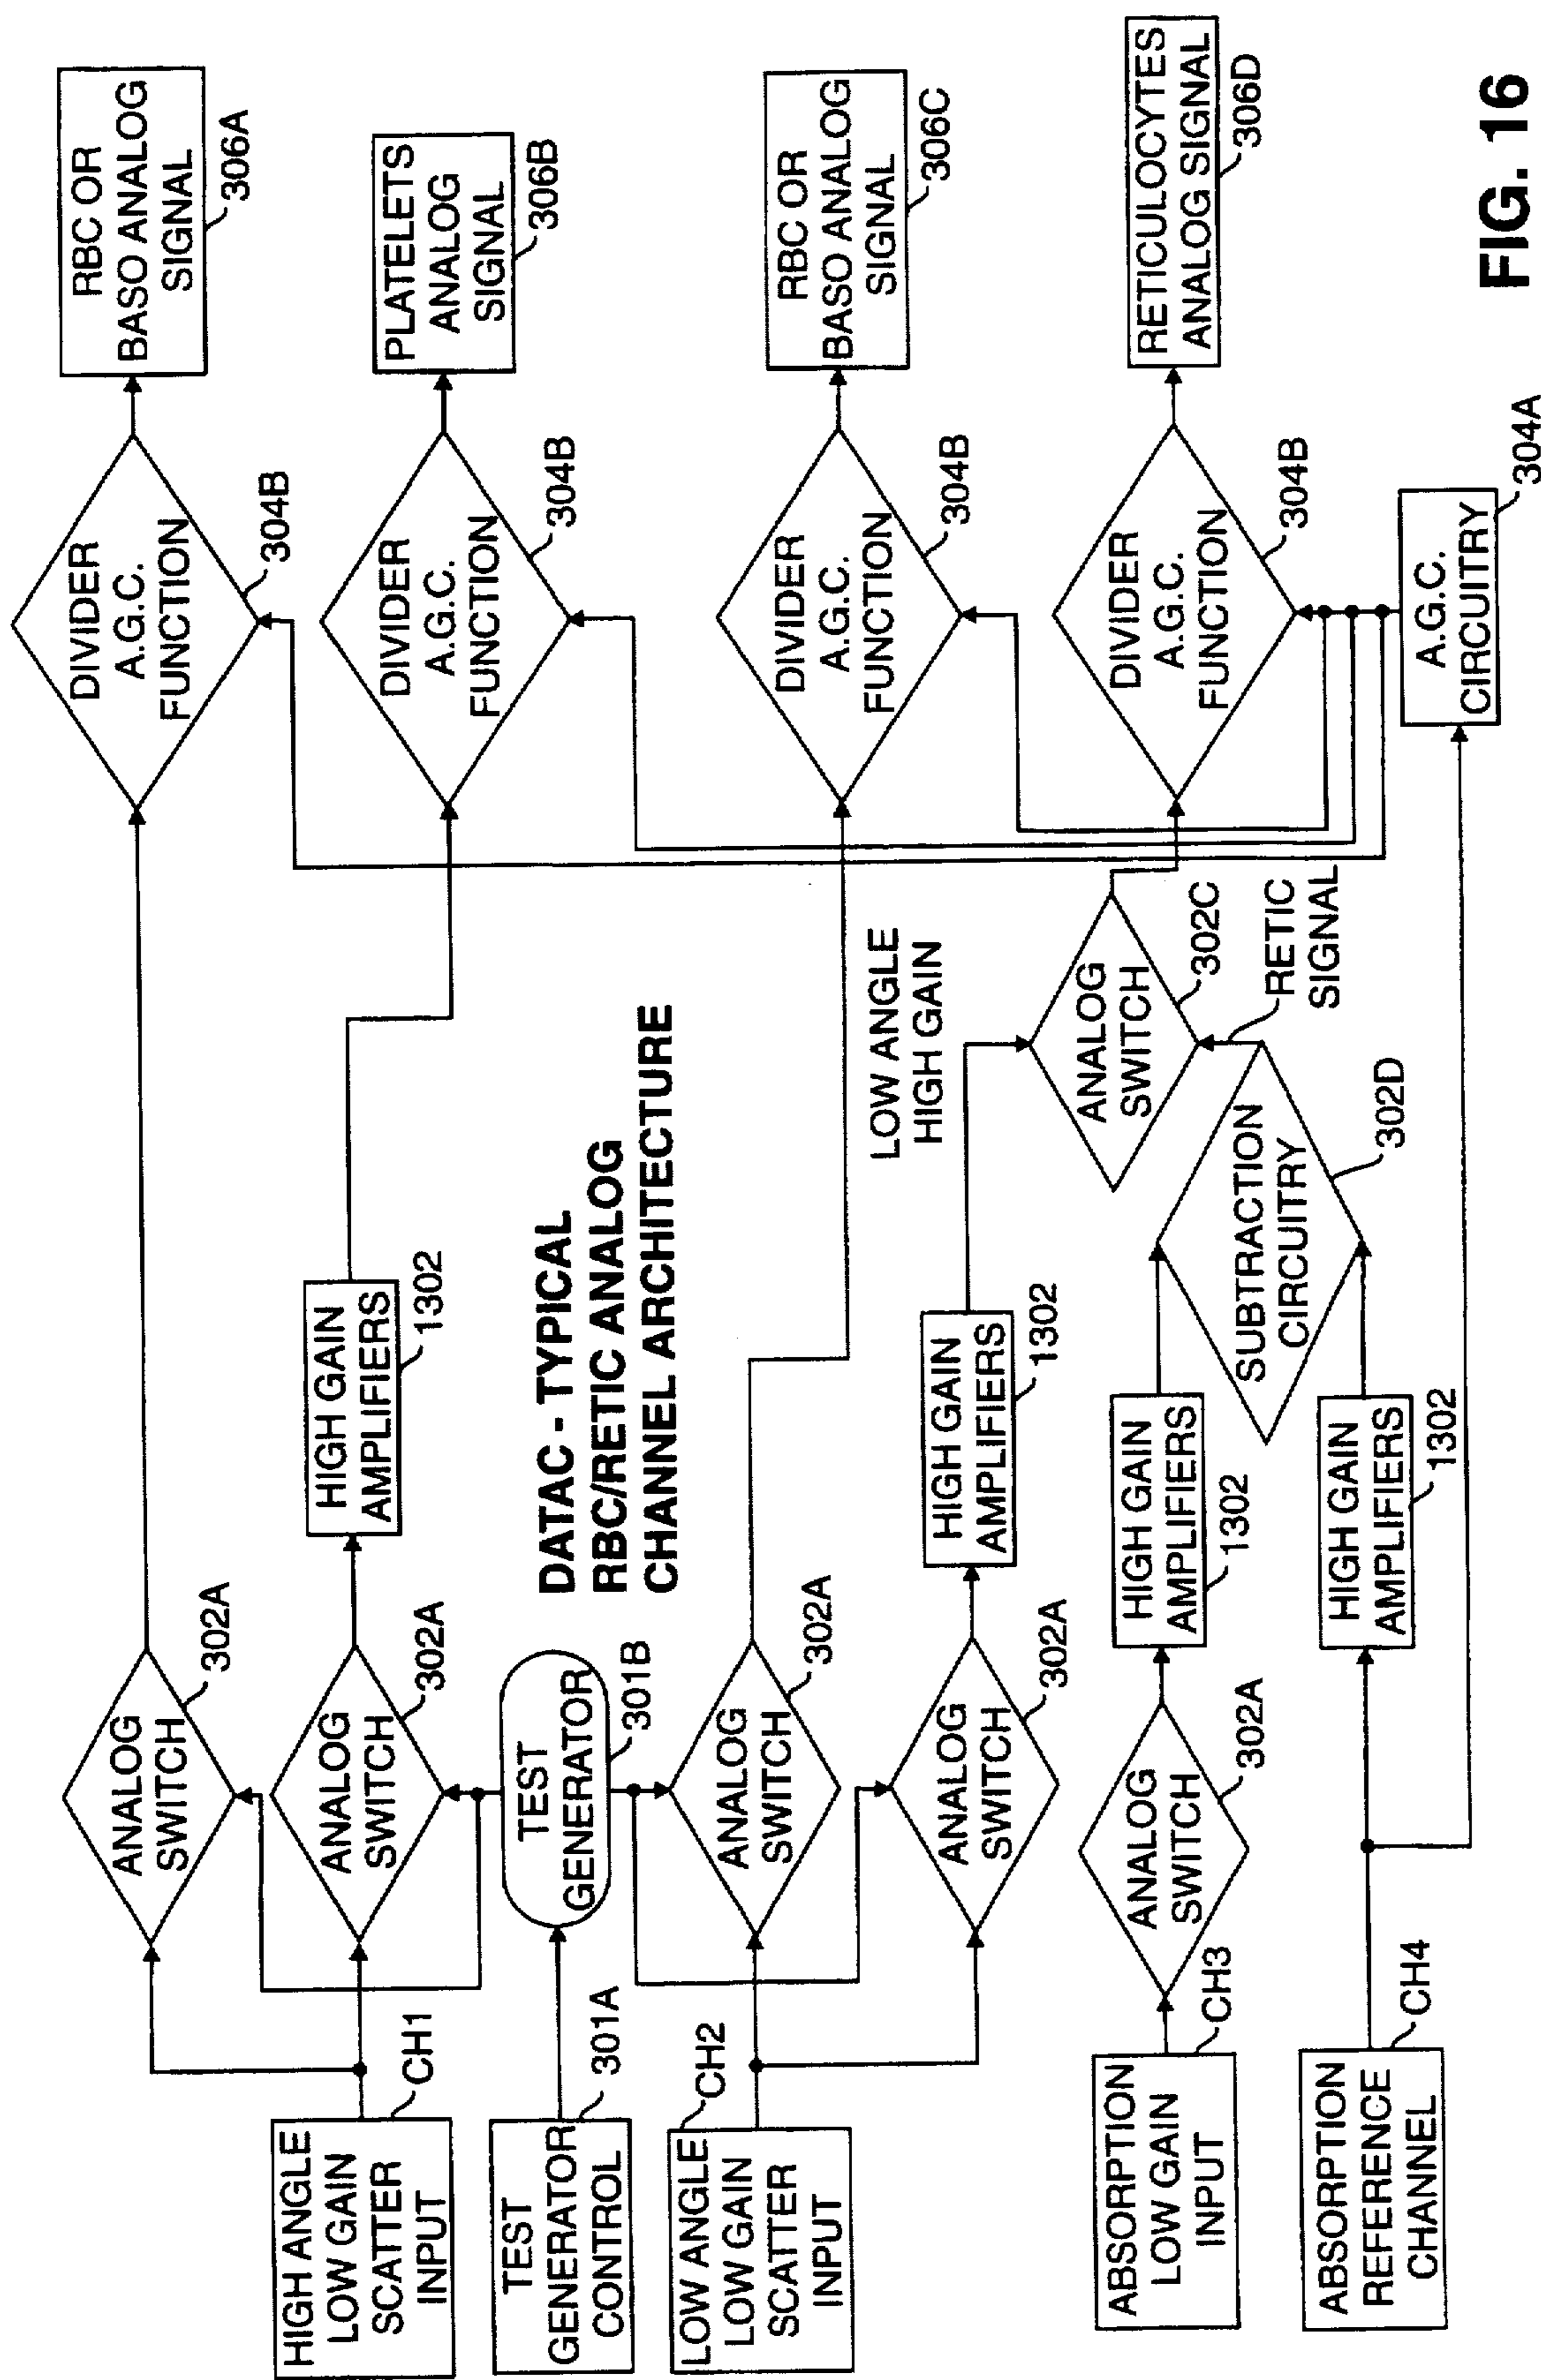 HIGH ANGLE
LOW GAIN
SCATTER
INPUT
CH1
TEST
GENERATOR
CONTROL
301A
LOW ANGLE
LOW GAIN
SCATTER
INPUT
CH2
ABSORPTION
LOW GAIN
INPUT
CH3
ABSORPTION
REFERENCE
CHANNEL
CH4
ANALOG
SWITCH
302A
ANALOG
SWITCH
302A
TEST
GENERATOR
301B
ANALOG
SWITCH
302A
ANALOG
SWITCH
302A
ANALOG
SWITCH
302A
HIGH GAIN
AMPLIFIERS
1302
DATAC - TYPICAL
RBC/RETIC ANALOG
CHANNEL ARCHITECTURE
HIGH GAIN
AMPLIFIERS
1302
HIGH GAIN
AMPLIFIERS
1302
HIGH GAIN
AMPLIFIERS
1302
LOW ANGLE
HIGH GAIN
ANALOG
SWITCH
302C
RETIC
SIGNAL
SUBTRACTION
CIRCUITRY
302D
DIVIDER
A.G.C.
FUNCTION
304B
DIVIDER
A.G.C.
FUNCTION
304B
DIVIDER
A.G.C.
FUNCTION
304B
DIVIDER
A.G.C.
FUNCTION
304B
A.G.C.
CIRCUITRY
304A
RBC OR
BASO ANALOG
SIGNAL
306A
PLATELETS
ANALOG
SIGNAL
306B
RBC OR
BASO ANALOG
SIGNAL
306C
RETICULOCYTES
ANALOG SIGNAL
306D
FIG. 16